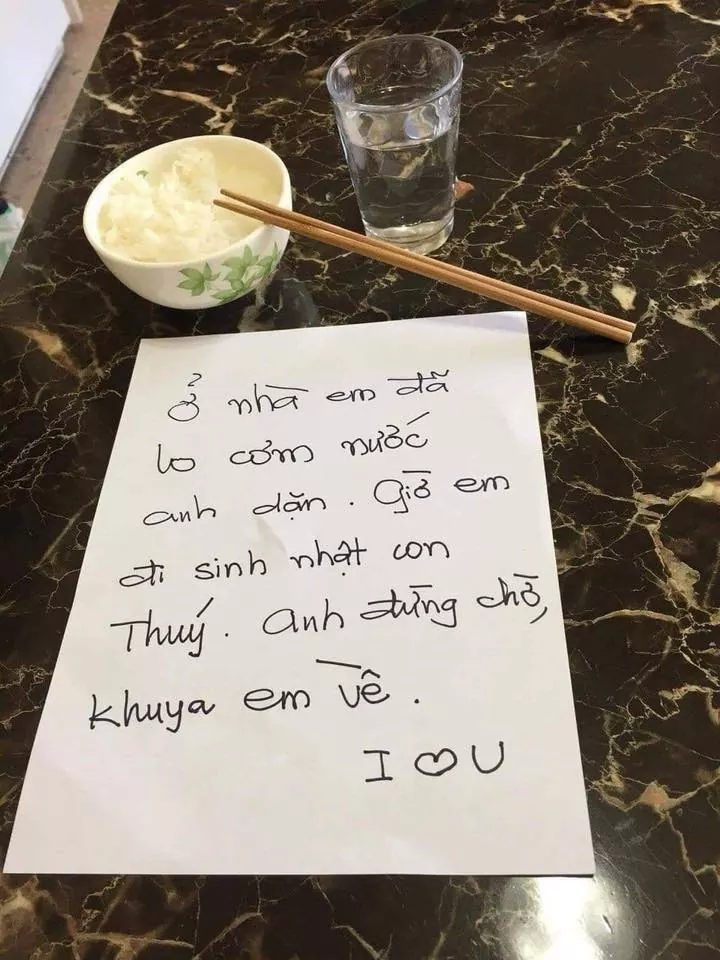 Ở nhà em đã
lo cơm nước
anh dặn. Giờ em
đi sinh nhật con
Thuý. Anh đừng chờ,
khuya em về.
I ♡ U